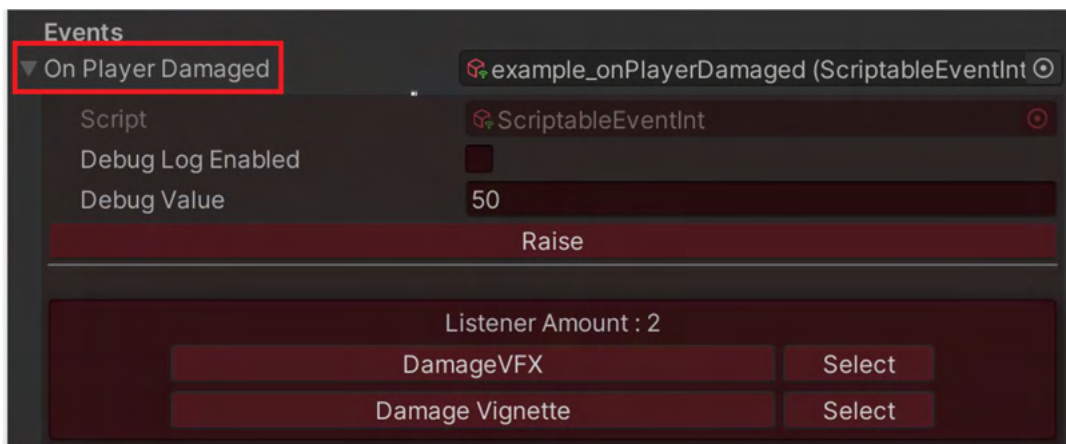 Events
On Player Damaged example_onPlayerDamaged (ScriptableEventInt
Script ScriptableEventInt
Debug Log Enabled
Debug Value 50
Raise
Listener Amount : 2
DamageVFX Select
Damage Vignette Select